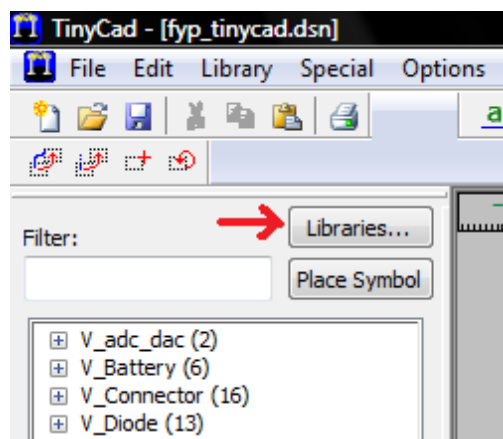 TinyCad - [fyp_tinycad.dsn]
File Edit Library Special Options
a
Filter:
Libraries...
Place Symbol
V_adc_dac (2)
V_Battery (6)
V_Connector (16)
V_Diode (13)